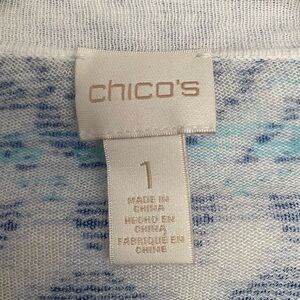 chico's
1
MADE IN
CHINA
HECHO EN
CHINA
FABRIQUÉ EN
CHINE